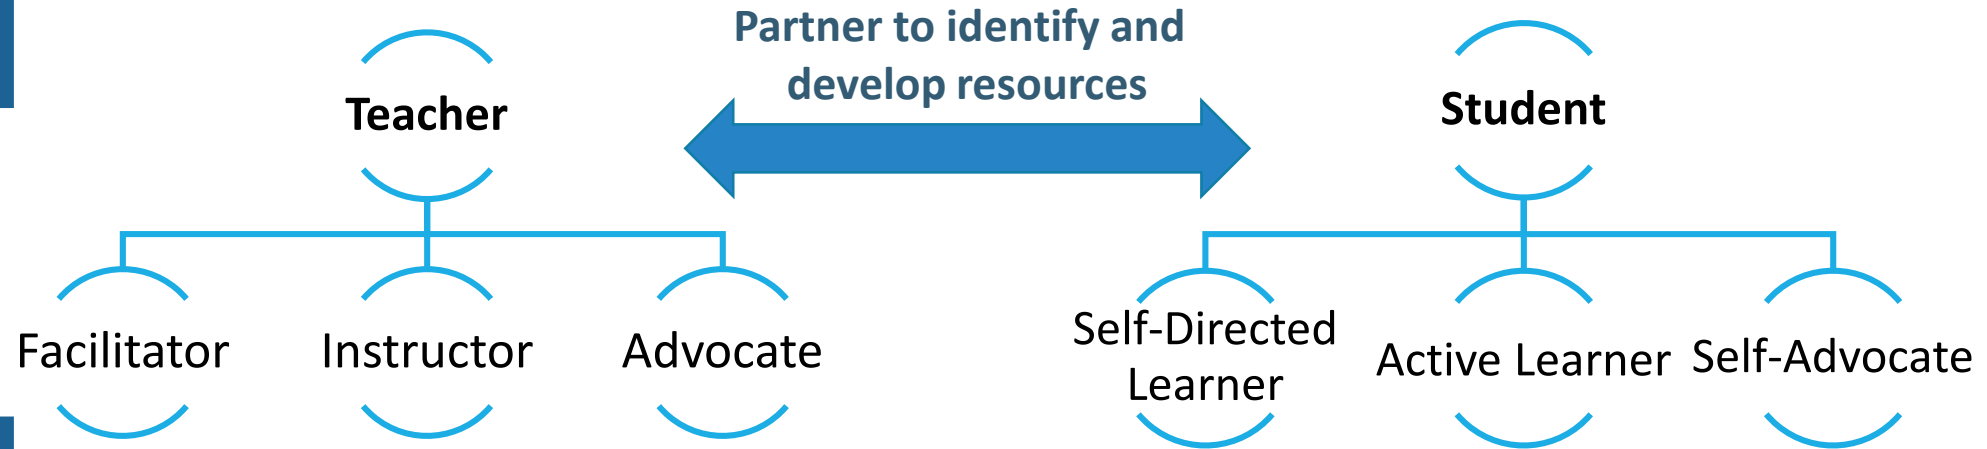 Partner to identify and
develop resources
Teacher
Student
Facilitator
Instructor
Advocate
Self-Directed
Learner
Active Learner
Self-Advocate